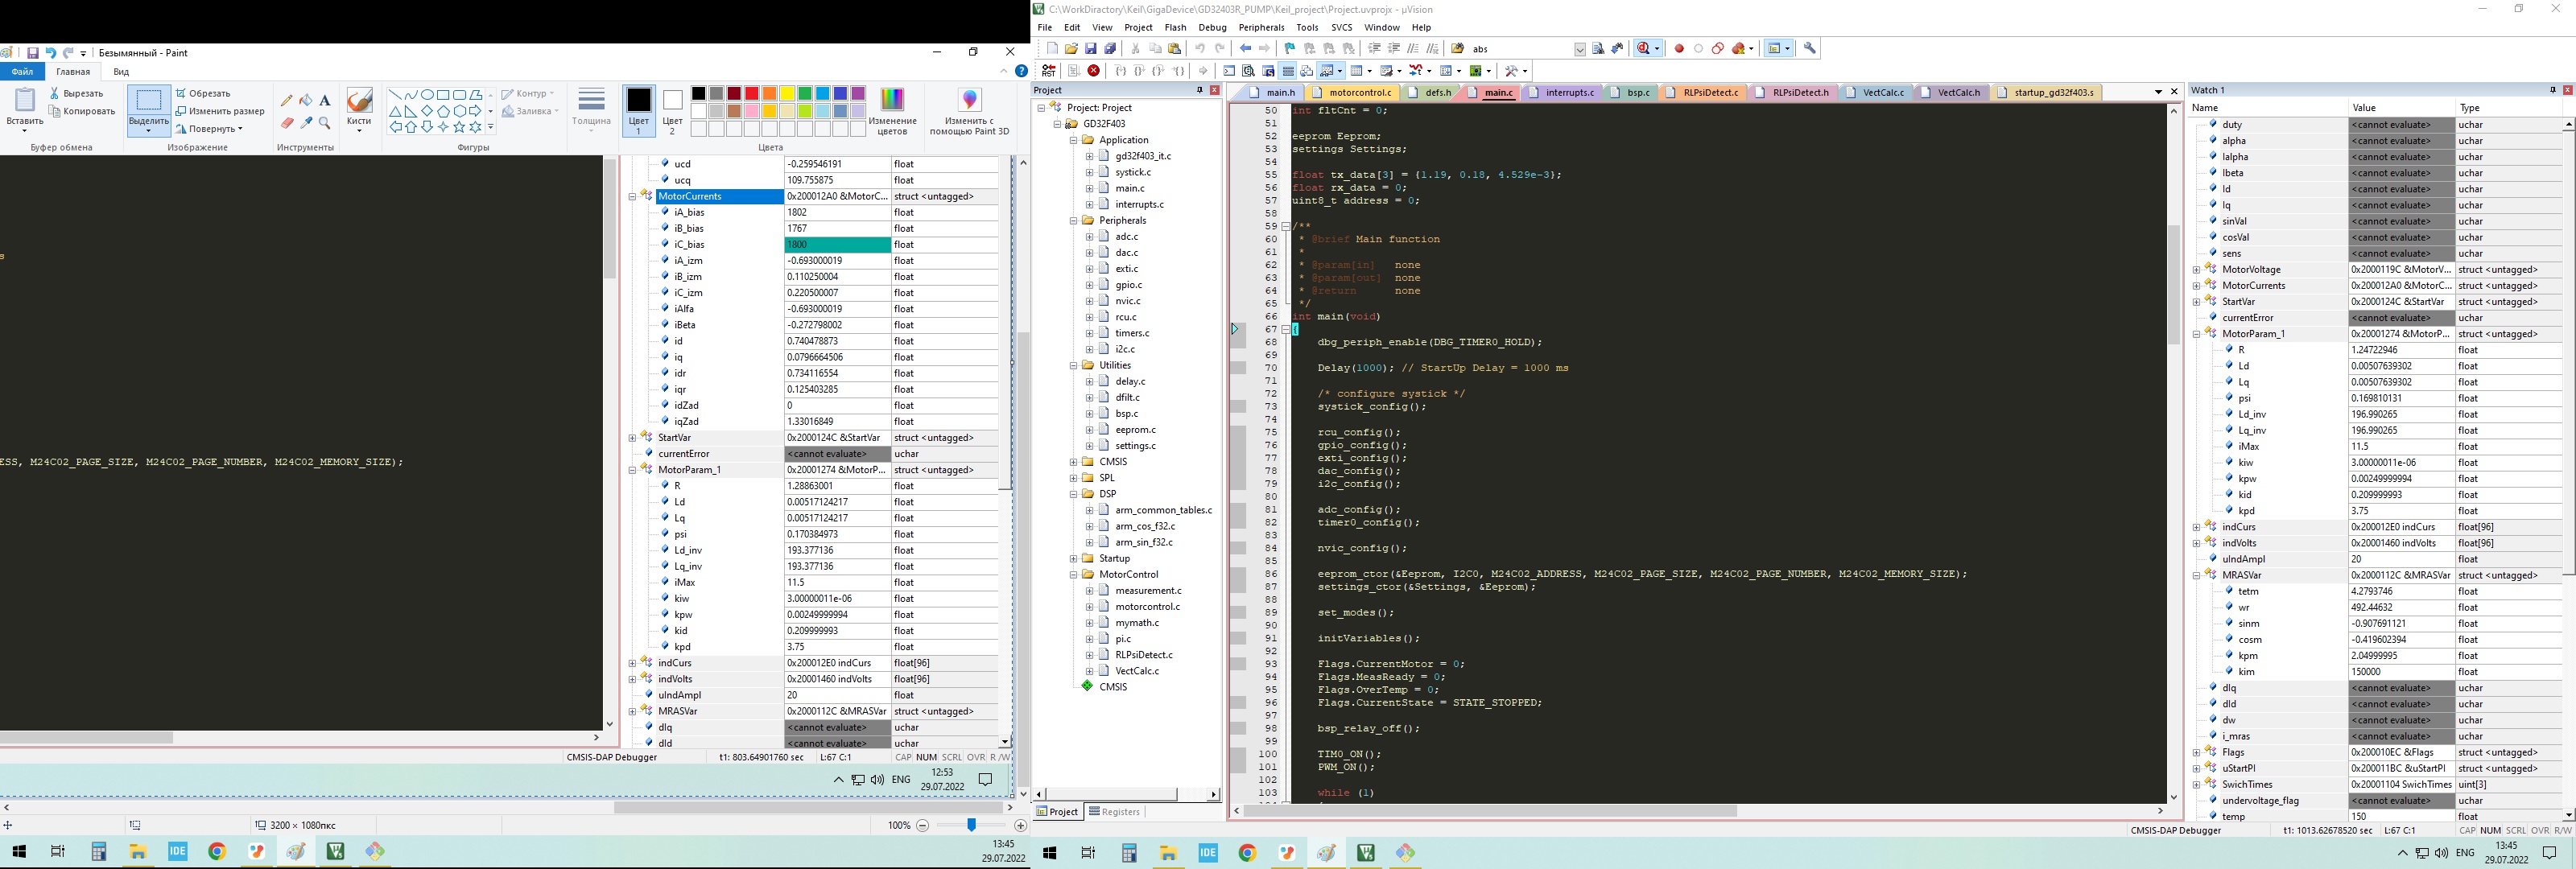 Безымянный - Paint
Файл Главная Вид
Вставить
Вырезать
Копировать
Буфер обмена
Выделить
Обрезать
Изменить размер
Повернуть
Изображение
Инструменты
Кисти
Контур
Заливка
Фигуры
Толщина
Цвет 1
Цвет 2
Изменение цветов
Изменить с помощью Paint 3D
Цвета
s
ESS, M24C02_PAGE_SIZE, M24C02_PAGE_NUMBER, M24C02_MEMORY_SIZE);
ucd -0.259546191 float
ucq 109.755875 float
MotorCurrents 0x200012A0 &MotorC... struct <untagged>
iA_bias 1802 float
iB_bias 1767 float
iC_bias 1800 float
iA_izm -0.693000019 float
iB_izm 0.110250004 float
iC_izm 0.220500007 float
iAlfa -0.693000019 float
iBeta -0.272798002 float
id 0.740478873 float
iq 0.0796664506 float
idr 0.734116554 float
iqr 0.125403285 float
idZad 0 float
iqZad 1.33016849 float
StartVar 0x2000124C &StartVar struct <untagged>
currentError <cannot evaluate> uchar
MotorParam_1 0x20001274 &MotorP... struct <untagged>
R 1.28863001 float
Ld 0.00517124217 float
Lq 0.00517124217 float
psi 0.170384973 float
Ld_inv 193.377136 float
Lq_inv 193.377136 float
iMax 11.5 float
kiw 3.00000011e-06 float
kpw 0.00249999994 float
kid 0.209999993 float
kpd 3.75 float
indCurs 0x200012E0 indCurs float[96]
indVolts 0x20001460 indVolts float[96]
uIndAmpl 20 float
MRASVar 0x2000112C &MRASVar struct <untagged>
dlq <cannot evaluate> uchar
dld <cannot evaluate> uchar
CMSIS-DAP Debugger t1: 803.64901760 sec L:67 C:1 CAP NUM SCRL OVR R/W
ENG 12:53
29.07.2022
3200 × 1080пкс 100%
13:45
29.07.2022
C:\WorkDiractory\Keil\GigaDevice\GD32403R_PUMP\Keil_project\Project.uvprojx - µVision
File Edit View Project Flash Debug Peripherals Tools SVCS Window Help
abs
RST
Project
Project: Project
GD32F403
Application
gd32f403_it.c
systick.c
main.c
interrupts.c
Peripherals
adc.c
dac.c
exti.c
gpio.c
nvic.c
rcu.c
timers.c
i2c.c
Utilities
delay.c
dfilt.c
bsp.c
eeprom.c
settings.c
CMSIS
SPL
DSP
arm_common_tables.c
arm_cos_f32.c
arm_sin_f32.c
Startup
MotorControl
measurement.c
motorcontrol.c
mymath.c
pi.c
RLPsiDetect.c
VectCalc.c
CMSIS
Project Registers
main.h motorcontrol.c defs.h main.c interrupts.c bsp.c RLPsiDetect.c RLPsiDetect.h VectCalc.c VectCalc.h startup_gd32f403.s
50 int fltCnt = 0;
51
52 eeprom Eeprom;
53 settings Settings;
54
55 float tx_data[3] = {1.19, 0.18, 4.529e-3};
56 float rx_data = 0;
57 uint8_t address = 0;
58
59 /**
60 * @brief Main function
61 *
62 * @param[in] none
63 * @param[out] none
64 * @return none
65 */
66 int main(void)
67 {
68 dbg_periph_enable(DBG_TIMER0_HOLD);
69
70 Delay(1000); // StartUp Delay = 1000 ms
71
72 /* configure systick */
73 systick_config();
74
75 rcu_config();
76 gpio_config();
77 exti_config();
78 dac_config();
79 i2c_config();
80
81 adc_config();
82 timer0_config();
83
84 nvic_config();
85
86 eeprom_ctor(&Eeprom, I2C0, M24C02_ADDRESS, M24C02_PAGE_SIZE, M24C02_PAGE_NUMBER, M24C02_MEMORY_SIZE);
87 settings_ctor(&Settings, &Eeprom);
88
89 set_modes();
90
91 initVariables();
92
93 Flags.CurrentMotor = 0;
94 Flags.MeasReady = 0;
95 Flags.OverTemp = 0;
96 Flags.CurrentState = STATE_STOPPED;
97
98 bsp_relay_off();
99
100 TIM0_ON();
101 PWM_ON();
102
103 while (1)
Watch 1
Name Value Type
duty <cannot evaluate> uchar
alpha <cannot evaluate> uchar
Ialpha <cannot evaluate> uchar
Ibeta <cannot evaluate> uchar
Id <cannot evaluate> uchar
Iq <cannot evaluate> uchar
sinVal <cannot evaluate> uchar
cosVal <cannot evaluate> uchar
sens <cannot evaluate> uchar
MotorVoltage 0x2000119C &MotorV... struct <untagged>
MotorCurrents 0x200012A0 &MotorC... struct <untagged>
StartVar 0x2000124C &StartVar struct <untagged>
currentError <cannot evaluate> uchar
MotorParam_1 0x20001274 &MotorP... struct <untagged>
R 1.24722946 float
Ld 0.00507639302 float
Lq 0.00507639302 float
psi 0.169810131 float
Ld_inv 196.990265 float
Lq_inv 196.990265 float
iMax 11.5 float
kiw 3.00000011e-06 float
kpw 0.00249999994 float
kid 0.209999993 float
kpd 3.75 float
indCurs 0x200012E0 indCurs float[96]
indVolts 0x20001460 indVolts float[96]
uIndAmpl 20 float
MRASVar 0x2000112C &MRASVar struct <untagged>
tetm 4.2793746 float
wr 492.44632 float
sinm -0.907691121 float
cosm -0.419602394 float
kpm 2.04999995 float
kim 150000 float
dlq <cannot evaluate> uchar
dld <cannot evaluate> uchar
dw <cannot evaluate> uchar
i_mras <cannot evaluate> uchar
Flags 0x200010EC &Flags struct <untagged>
uStartPI 0x200011BC &uStartPI struct <untagged>
SwichTimes 0x20001104 SwichTimes uint[3]
undervoltage_flag <cannot evaluate> uchar
temp 150 float
CMSIS-DAP Debugger t1: 1013.62678520 sec L:67 C:1 CAP NUM SCRL OVR R/W
ENG 13:45
29.07.2022